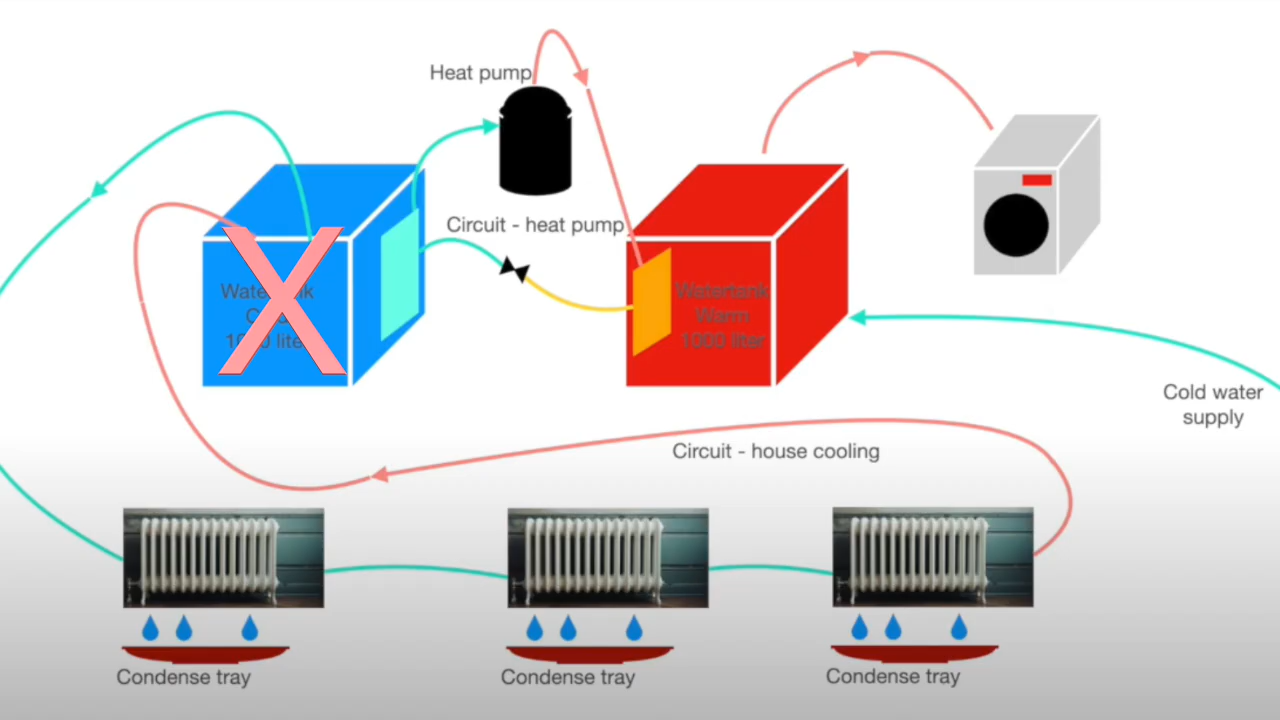 Heat pump
Circuit - heat pump
Watertank
Warm
1000 liter
Cold water
supply
Circuit - house cooling
Condense tray
Condense tray
Condense tray